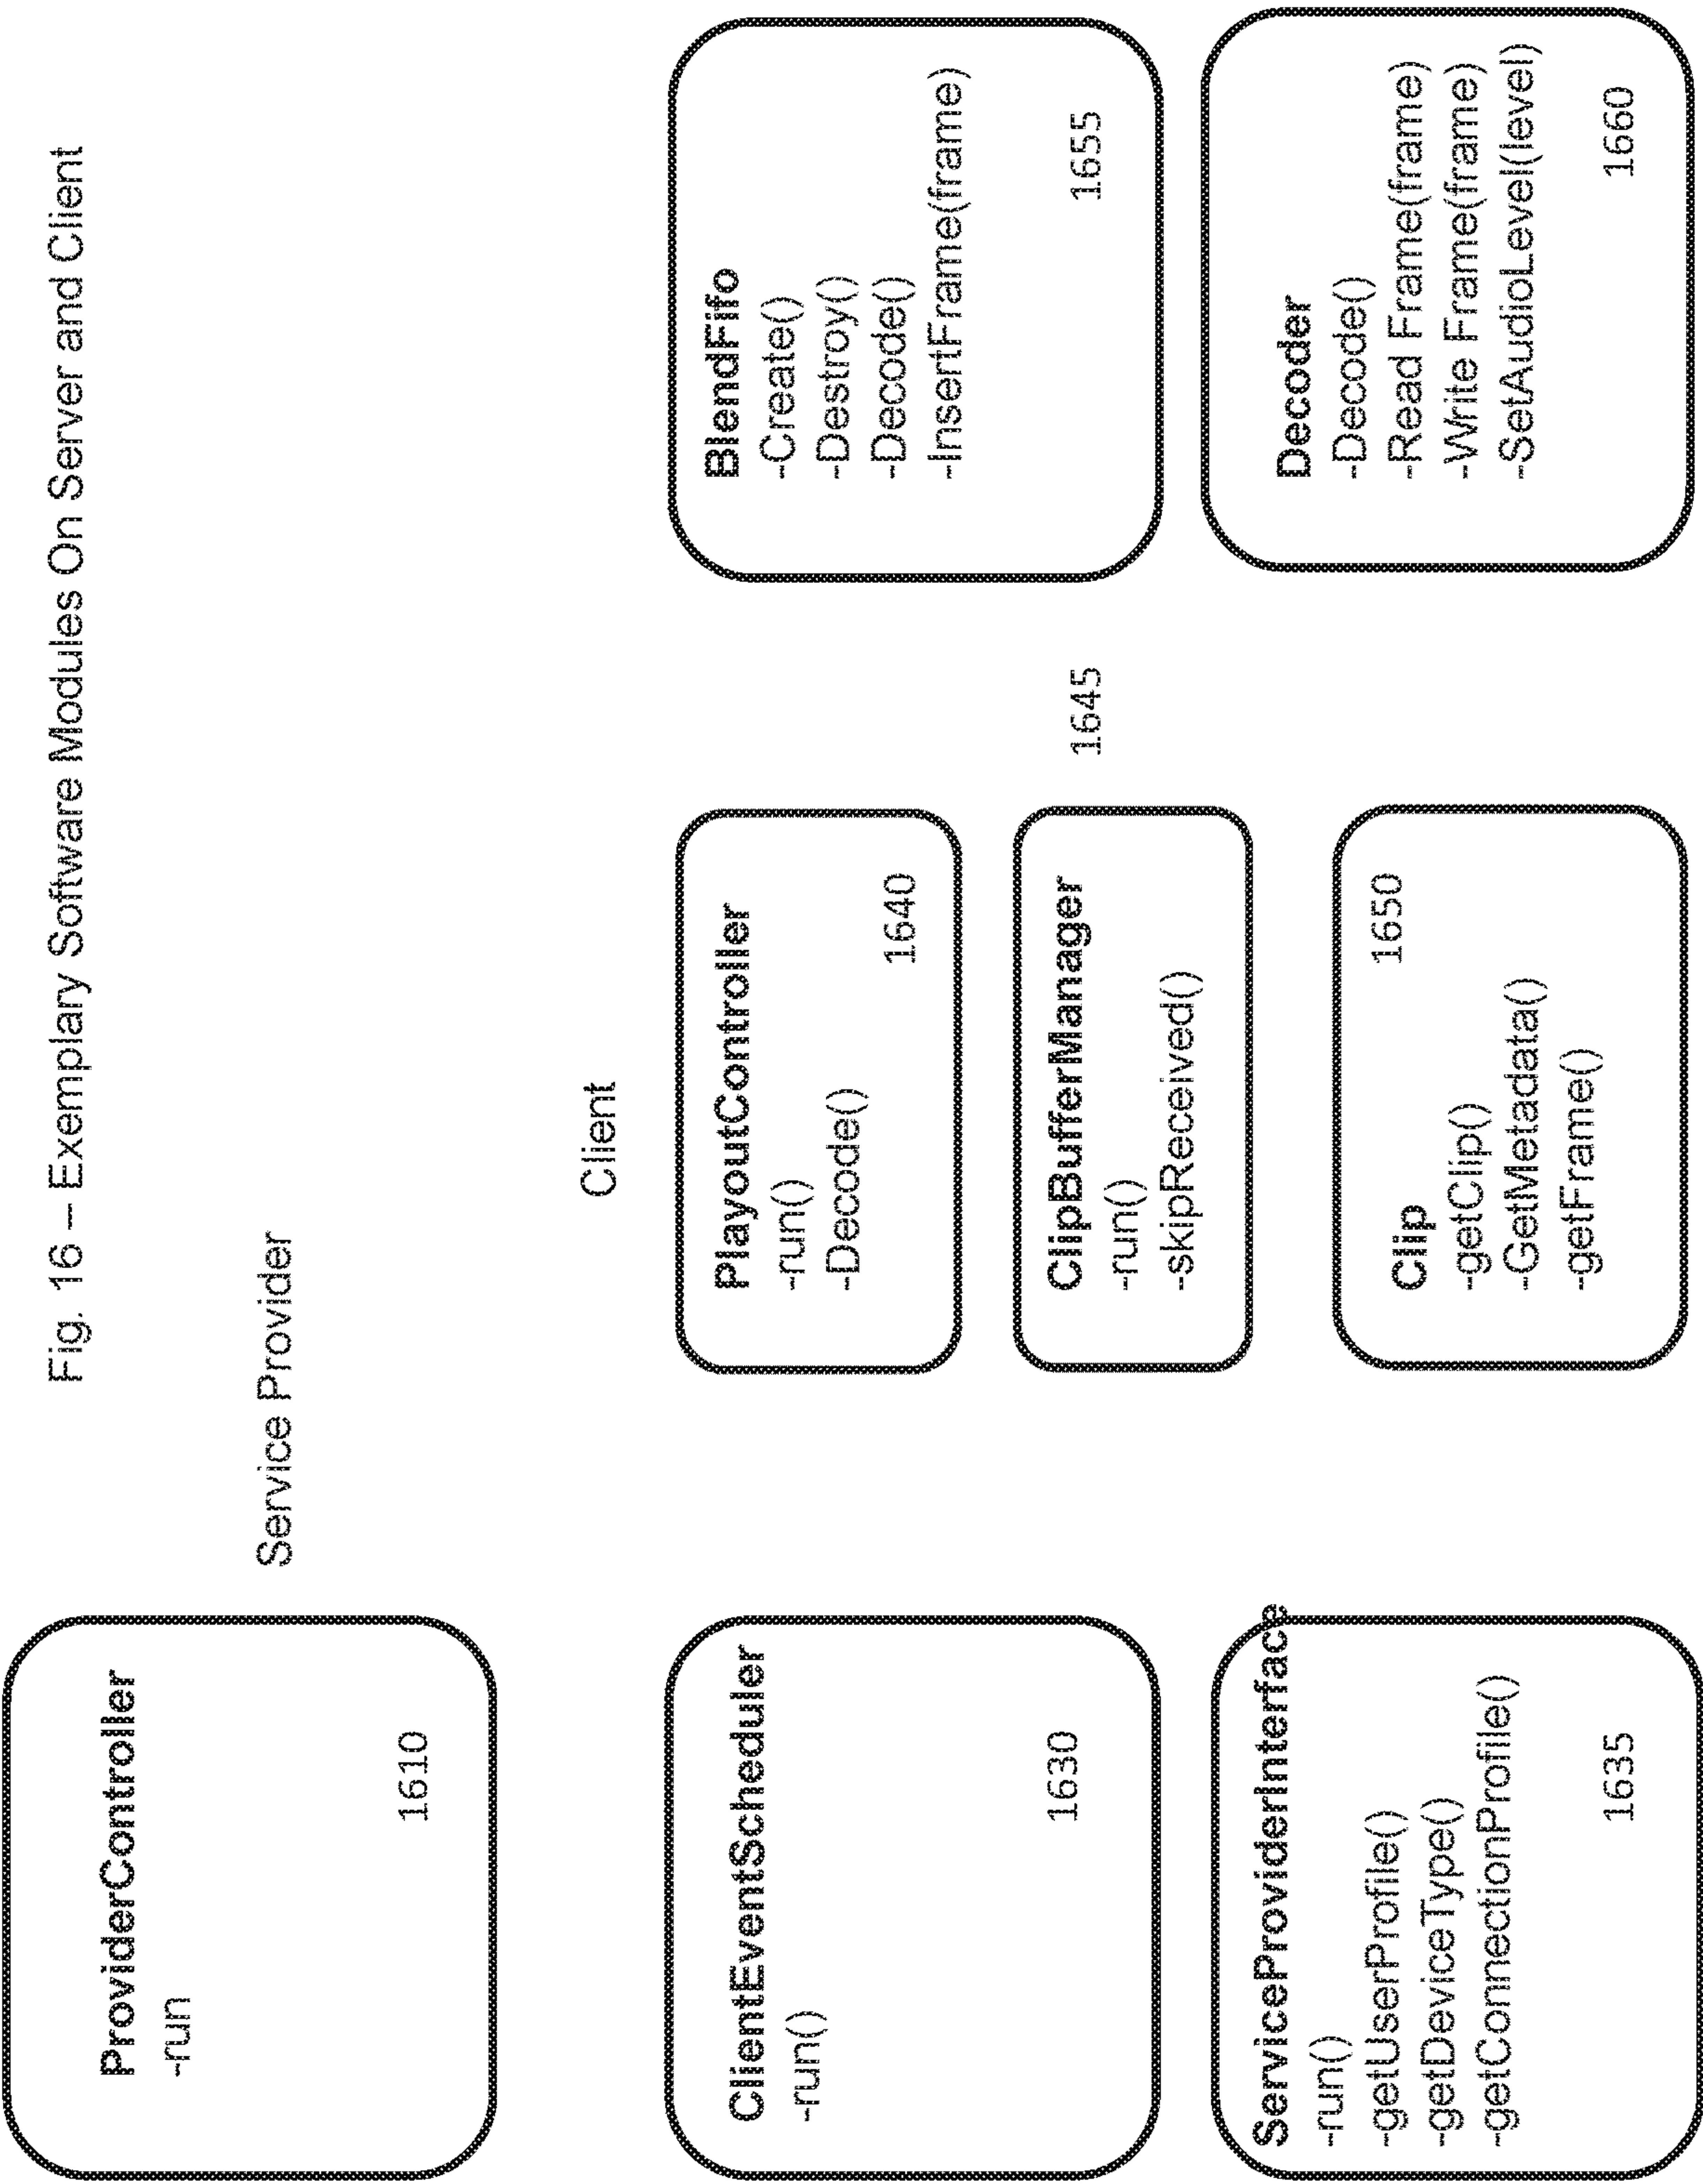 Fig. 16 – Exemplary Software Modules On Server and Client
ProviderController
-run
1610
Service Provider
Client
ClientEventScheduler
-run()
1630
PlayoutController
-run()
-Decode()
1640
BlendFifo
-Create()
-Destroy()
-Decode()
-InsertFrame(frame)
1655
ServiceProviderInterface
-run()
-getUserProfile()
-getDeviceType()
-getConnectionProfile()
1635
ClipBufferManager
-run()
-skipReceived()
1645
Clip
-getClip()
-GetMetadata()
-getFrame()
1650
Decoder
-Decode()
-Read Frame(frame)
-Write Frame(frame)
-SetAudioLevel(level)
1660